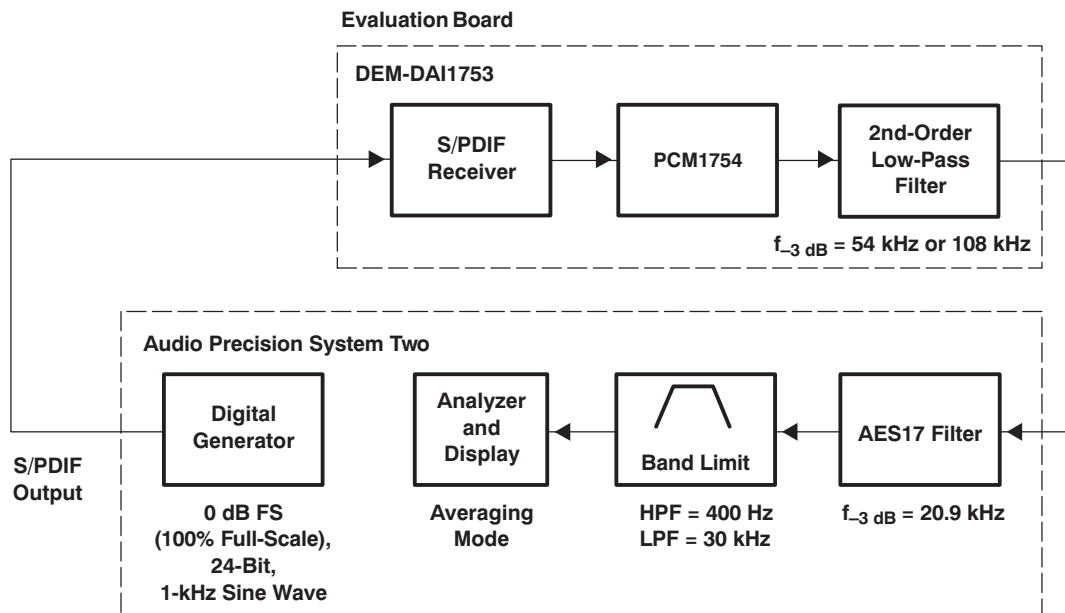 Evaluation Board
DEM-DAI1753
S/PDIF
Receiver
PCM1754
2nd-Order
Low-Pass
Filter
f–3 dB = 54 kHz or 108 kHz
Audio Precision System Two
Digital
Generator
Analyzer
and
Display
Band Limit
AES17 Filter
S/PDIF
Output
0 dB FS
(100% Full-Scale),
24-Bit,
1-kHz Sine Wave
Averaging
Mode
HPF = 400 Hz
LPF = 30 kHz
f–3 dB = 20.9 kHz